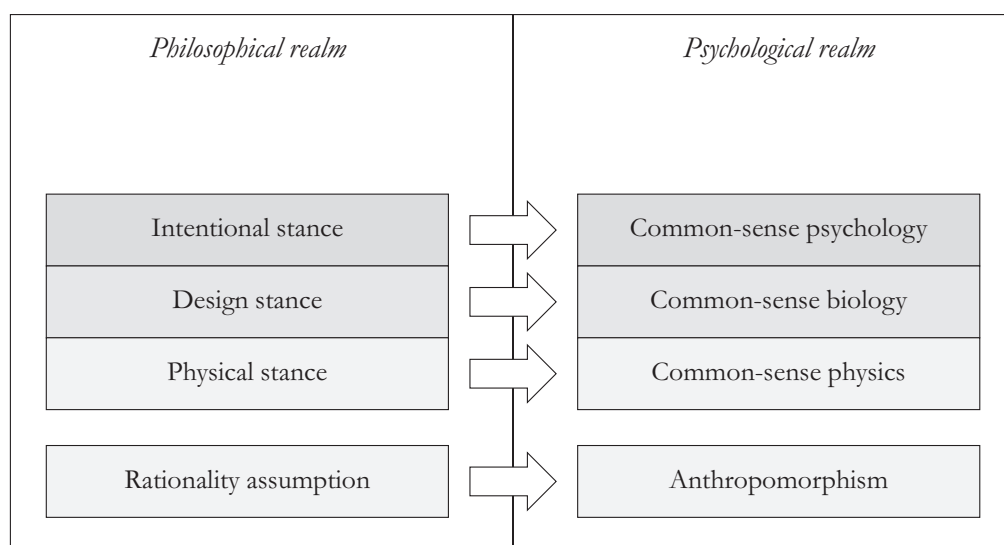 Philosophical realm
Psychological realm
Intentional stance
Common-sense psychology
Design stance
Common-sense biology
Physical stance
Common-sense physics
Rationality assumption
Anthropomorphism